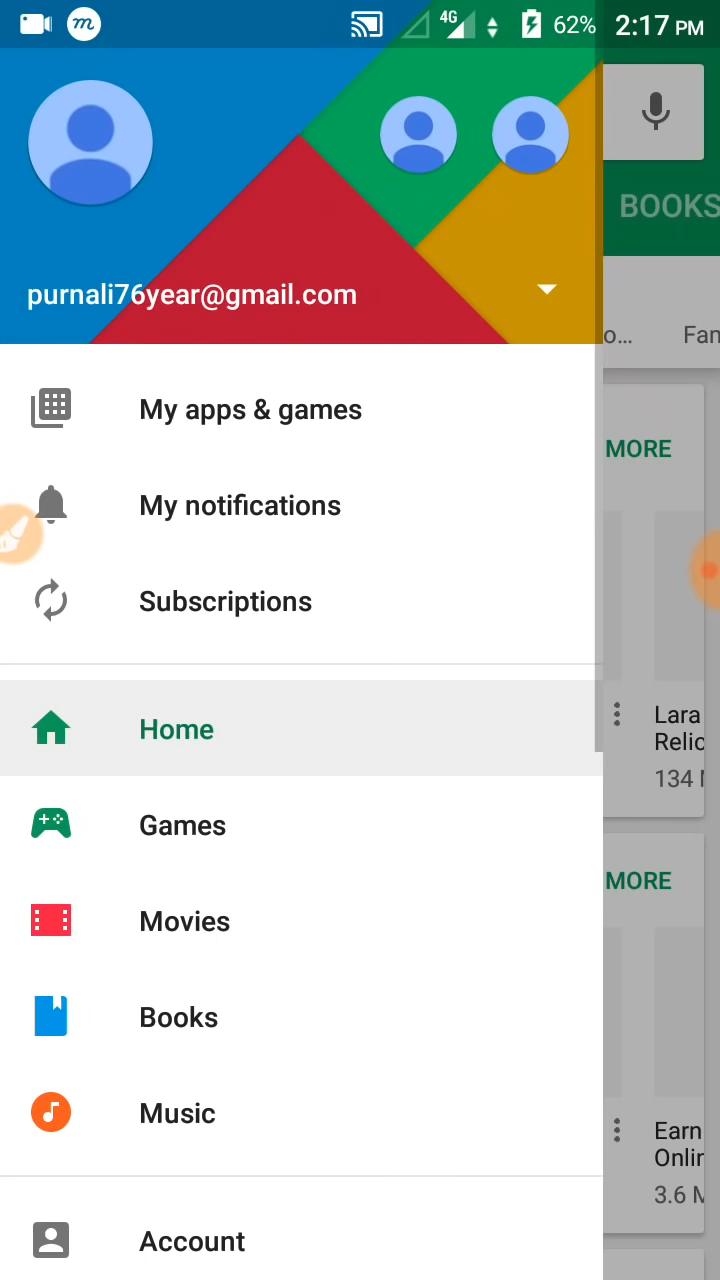 m 4G 62% 2:17 PM
BOOKS
purnali76year@gmail.com
o... Fam
My apps & games
MORE
My notifications
Subscriptions
Home
Lara
Relic
134 M
Games
MORE
Movies
Books
Music
Earn
Onlin
3.6 M
Account